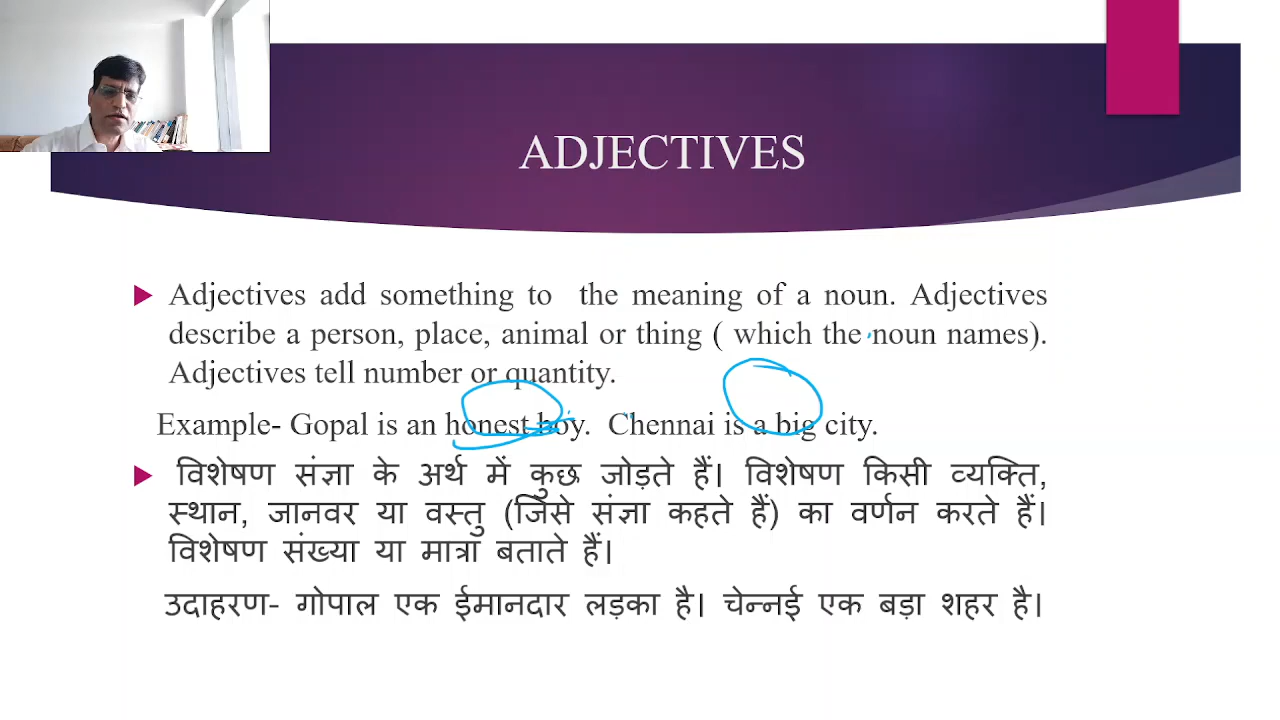 ADJECTIVES
Adjectives add something to the meaning of a noun. Adjectives
describe a person, place, animal or thing ( which the noun names).
Adjectives tell number or quantity.
Example- Gopal is an honest boy. Chennai is a big city.
विशेषण संज्ञा के अर्थ में कुछ जोड़ते हैं। विशेषण किसी व्यक्ति,
स्थान, जानवर या वस्तु (जिसे संज्ञा कहते हैं) का वर्णन करते हैं।
विशेषण संख्या या मात्रा बताते हैं।
उदाहरण- गोपाल एक ईमानदार लड़का है। चेन्नई एक बड़ा शहर है।